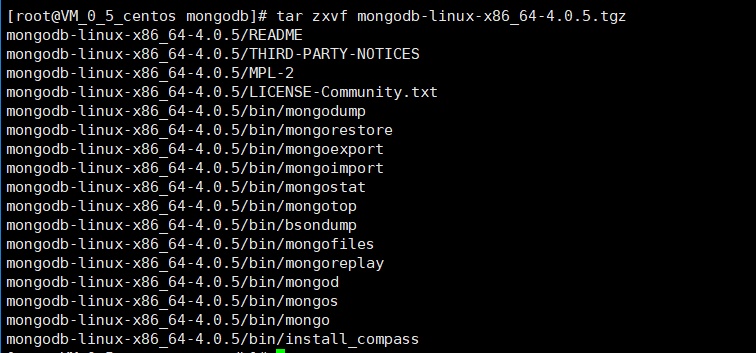 [root@VM_0_5_centos mongodb]# tar zxvf mongodb-linux-x86_64-4.0.5.tgz
mongodb-linux-x86_64-4.0.5/README
mongodb-linux-x86_64-4.0.5/THIRD-PARTY-NOTICES
mongodb-linux-x86_64-4.0.5/MPL-2
mongodb-linux-x86_64-4.0.5/LICENSE-Community.txt
mongodb-linux-x86_64-4.0.5/bin/mongodump
mongodb-linux-x86_64-4.0.5/bin/mongorestore
mongodb-linux-x86_64-4.0.5/bin/mongoexport
mongodb-linux-x86_64-4.0.5/bin/mongoimport
mongodb-linux-x86_64-4.0.5/bin/mongostat
mongodb-linux-x86_64-4.0.5/bin/mongotop
mongodb-linux-x86_64-4.0.5/bin/bsondump
mongodb-linux-x86_64-4.0.5/bin/mongofiles
mongodb-linux-x86_64-4.0.5/bin/mongoreplay
mongodb-linux-x86_64-4.0.5/bin/mongod
mongodb-linux-x86_64-4.0.5/bin/mongos
mongodb-linux-x86_64-4.0.5/bin/mongo
mongodb-linux-x86_64-4.0.5/bin/install_compass